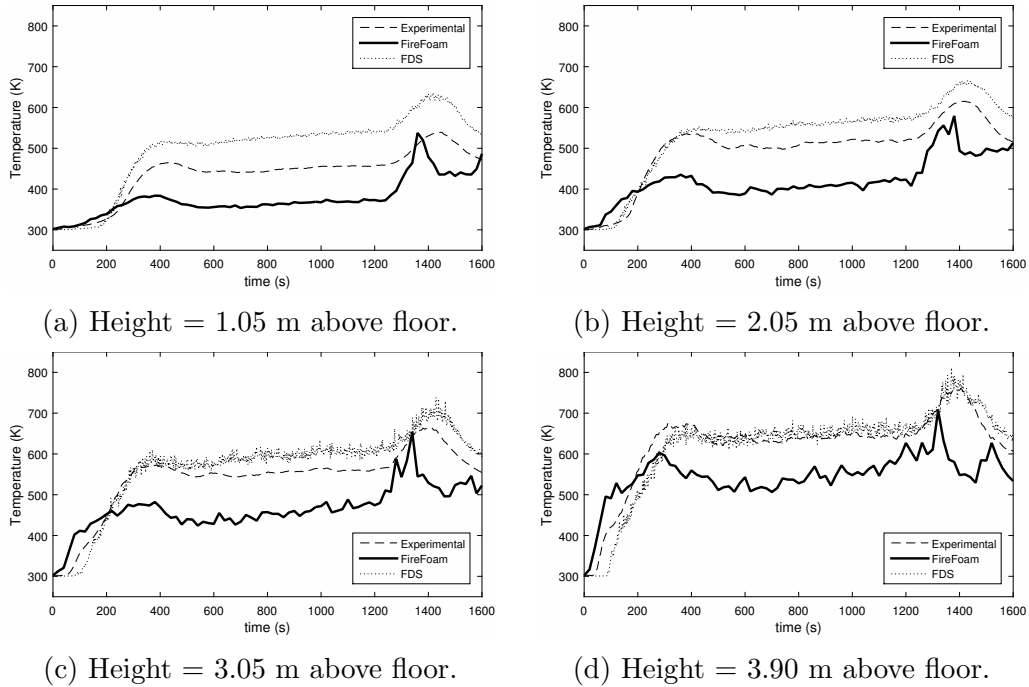 800
700
600
500
400
300
Temperature (K)
0 200 400 600 800 1000 1200 1400 1600
time (s)
Experimental
FireFoam
FDS
(a) Height = 1.05 m above floor.
800
700
600
500
400
300
Temperature (K)
0 200 400 600 800 1000 1200 1400 1600
time (s)
Experimental
FireFoam
FDS
(b) Height = 2.05 m above floor.
800
700
600
500
400
300
Temperature (K)
0 200 400 600 800 1000 1200 1400 1600
time (s)
Experimental
FireFoam
FDS
(c) Height = 3.05 m above floor.
800
700
600
500
400
300
Temperature (K)
0 200 400 600 800 1000 1200 1400 1600
time (s)
Experimental
FireFoam
FDS
(d) Height = 3.90 m above floor.